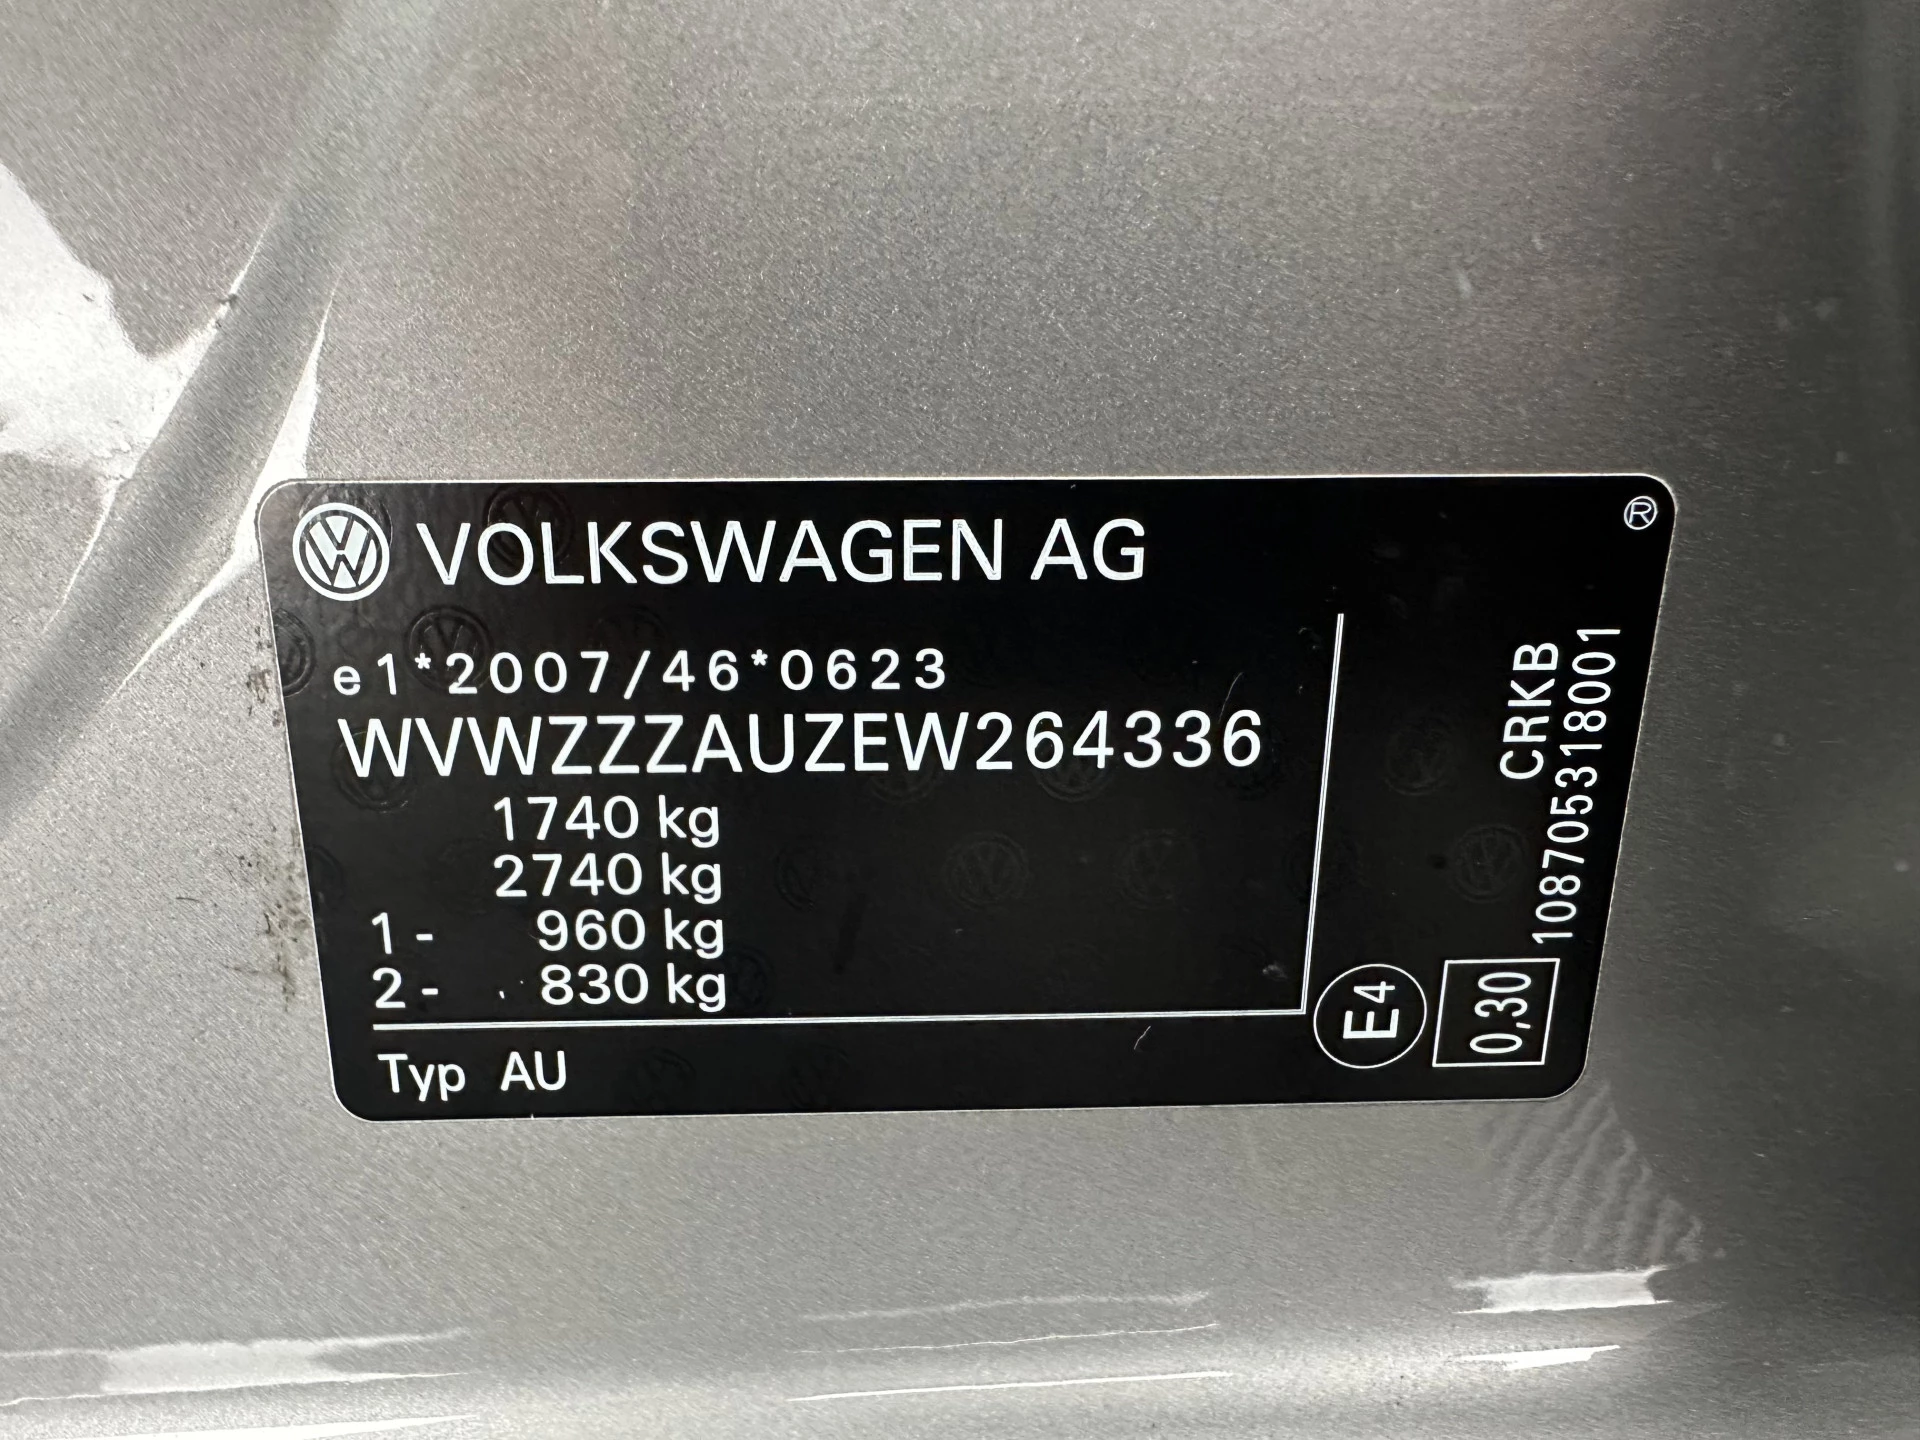 VOLKSWAGEN AG
®
e1*2007/46*0623
WVWZZZAUZEW264336
1740 kg
2740 kg
1- 960 kg
2- 830 kg
Typ AU
CRKB
108705318001
E4
0,30